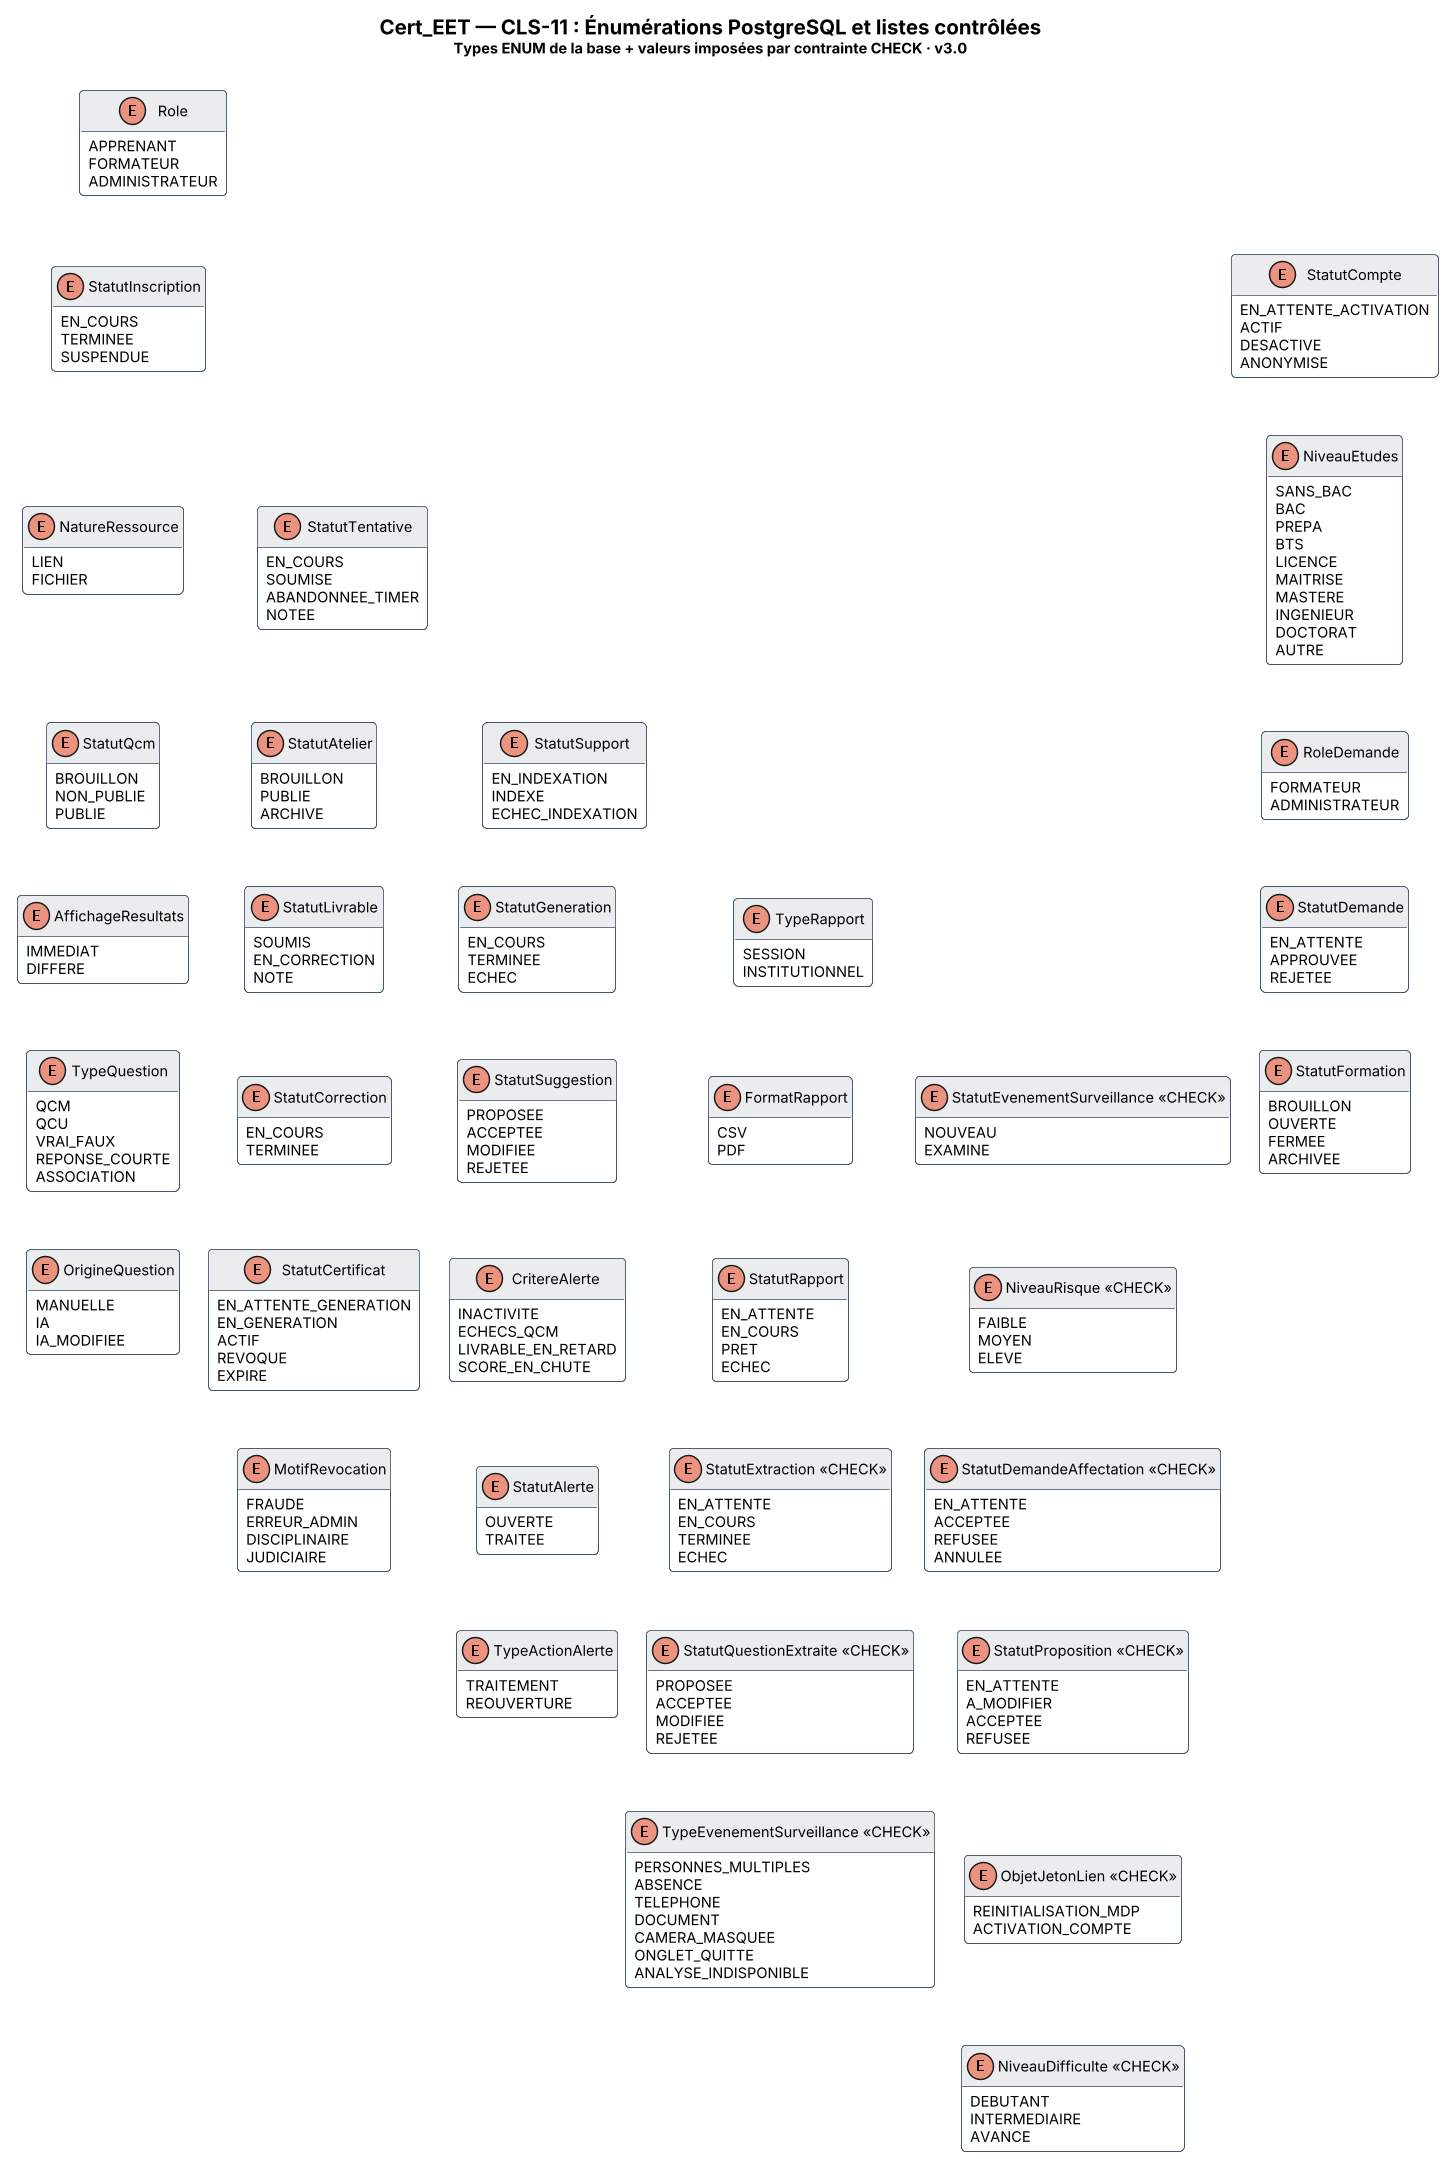 Cert_EET — CLS-11 : Énumérations PostgreSQL et listes contrôlées
Types ENUM de la base + valeurs imposées par contrainte CHECK · v3.0
E Role
APPRENANT
FORMATEUR
ADMINISTRATEUR
E StatutInscription
EN_COURS
TERMINEE
SUSPENDUE
E StatutCompte
EN_ATTENTE_ACTIVATION
ACTIF
DESACTIVE
ANONYMISE
E NiveauEtudes
SANS_BAC
BAC
PREPA
BTS
LICENCE
MAITRISE
MASTERE
INGENIEUR
DOCTORAT
AUTRE
E NatureRessource
LIEN
FICHIER
E StatutTentative
EN_COURS
SOUMISE
ABANDONNEE_TIMER
NOTEE
E StatutQcm
BROUILLON
NON_PUBLIE
PUBLIE
E StatutAtelier
BROUILLON
PUBLIE
ARCHIVE
E StatutSupport
EN_INDEXATION
INDEXE
ECHEC_INDEXATION
E RoleDemande
FORMATEUR
ADMINISTRATEUR
E AffichageResultats
IMMEDIAT
DIFFERE
E StatutLivrable
SOUMIS
EN_CORRECTION
NOTE
E StatutGeneration
EN_COURS
TERMINEE
ECHEC
E TypeRapport
SESSION
INSTITUTIONNEL
E StatutDemande
EN_ATTENTE
APPROUVEE
REJETEE
E TypeQuestion
QCM
QCU
VRAI_FAUX
REPONSE_COURTE
ASSOCIATION
E StatutCorrection
EN_COURS
TERMINEE
E StatutSuggestion
PROPOSEE
ACCEPTEE
MODIFIEE
REJETEE
E FormatRapport
CSV
PDF
E StatutEvenementSurveillance «CHECK»
NOUVEAU
EXAMINE
E StatutFormation
BROUILLON
OUVERTE
FERMEE
ARCHIVEE
E OrigineQuestion
MANUELLE
IA
IA_MODIFIEE
E StatutCertificat
EN_ATTENTE_GENERATION
EN_GENERATION
ACTIF
REVOQUE
EXPIRE
E CritereAlerte
INACTIVITE
ECHECS_QCM
LIVRABLE_EN_RETARD
SCORE_EN_CHUTE
E StatutRapport
EN_ATTENTE
EN_COURS
PRET
ECHEC
E NiveauRisque «CHECK»
FAIBLE
MOYEN
ELEVE
E MotifRevocation
FRAUDE
ERREUR_ADMIN
DISCIPLINAIRE
JUDICIAIRE
E StatutAlerte
OUVERTE
TRAITEE
E StatutExtraction «CHECK»
EN_ATTENTE
EN_COURS
TERMINEE
ECHEC
E StatutDemandeAffectation «CHECK»
EN_ATTENTE
ACCEPTEE
REFUSEE
ANNULEE
E TypeActionAlerte
TRAITEMENT
REOUVERTURE
E StatutQuestionExtraite «CHECK»
PROPOSEE
ACCEPTEE
MODIFIEE
REJETEE
E StatutProposition «CHECK»
EN_ATTENTE
A_MODIFIER
ACCEPTEE
REFUSEE
E TypeEvenementSurveillance «CHECK»
PERSONNES_MULTIPLES
ABSENCE
TELEPHONE
DOCUMENT
CAMERA_MASQUEE
ONGLET_QUITTE
ANALYSE_INDISPONIBLE
E ObjetJetonLien «CHECK»
REINITIALISATION_MDP
ACTIVATION_COMPTE
E NiveauDifficulte «CHECK»
DEBUTANT
INTERMEDIAIRE
AVANCE